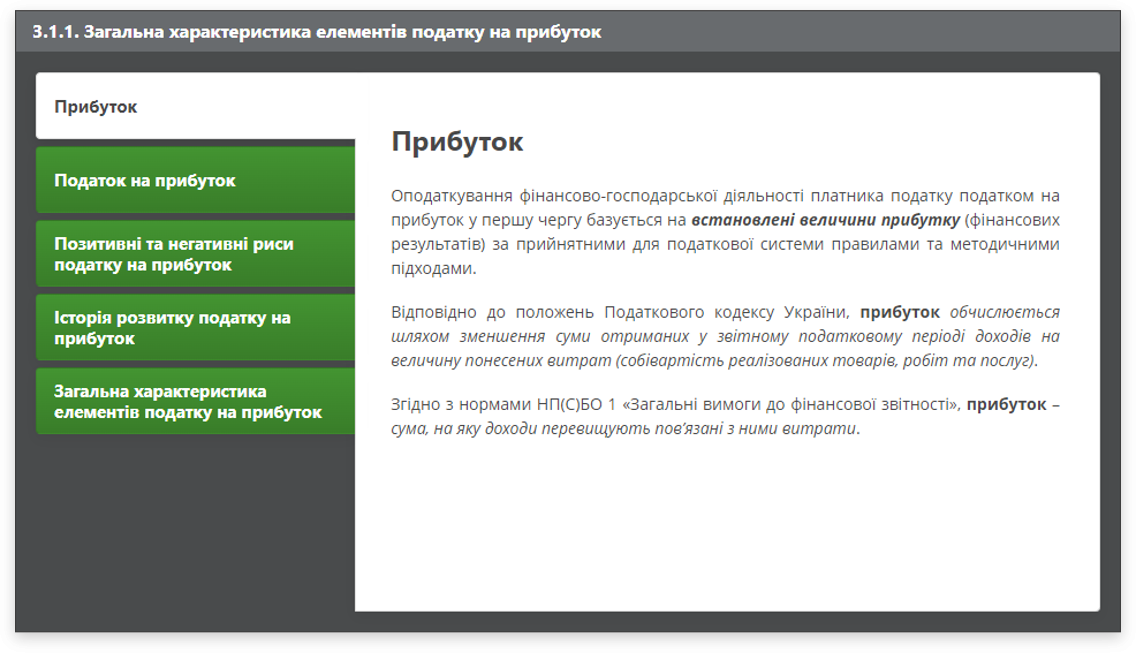 3.1.1. Загальна характеристика елементів податку на прибуток
Прибуток
Податок на прибуток
Позитивні та негативні риси
податку на прибуток
Історія розвитку податку на
прибуток
Загальна характеристика
елементів податку на прибуток
Прибуток
Оподаткування фінансово-господарської діяльності платника податку податком на
прибуток у першу чергу базується на встановлені величини прибутку (фінансових
результатів) за прийнятними для податкової системи правилами та методичними
підходами.
Відповідно до положень Податкового кодексу України, прибуток обчислюється
шляхом зменшення суми отриманих у звітному податковому періоді доходів на
величину понесених витрат (собівартість реалізованих товарів, робіт та послуг).
Згідно з нормами НП(С)БО 1 «Загальні вимоги до фінансової звітності», прибуток –
сума, на яку доходи перевищують пов’язані з ними витрати.